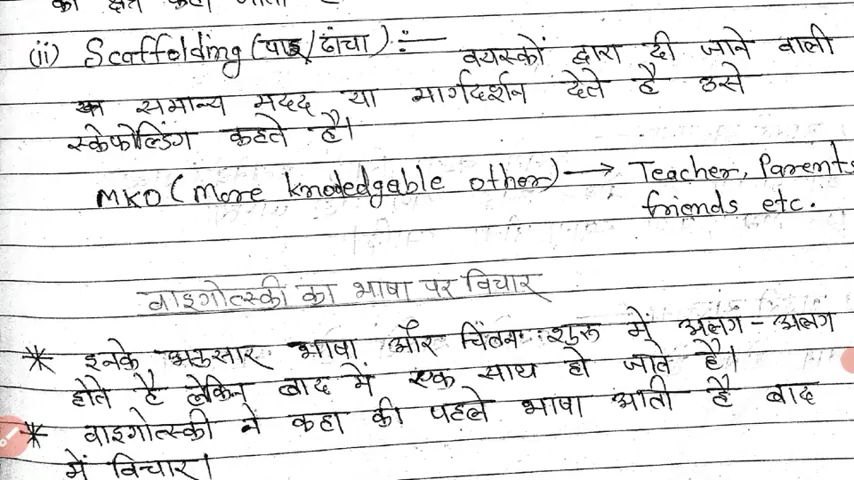 का क्षेत्र कहा जाता है
(ii) Scaffolding (पाड़/ढांचा) :— वयस्कों द्वारा दी जाने वाली
समान्य मदद या मार्गदर्शन देते है उसे
स्केफोल्डिंग कहते है।
MKO (More knowledgable other) → Teacher, Parents
friends etc.
वाइगोत्स्की का भाषा पर विचार
* इनके अनुसार भाषा और चिंतन शुरू में अलग-अलग
होते है लेकिन बाद में एक साथ हो जाते है।
* वाइगोत्स्की ने कहा की पहले भाषा आती है बाद
में विचार।